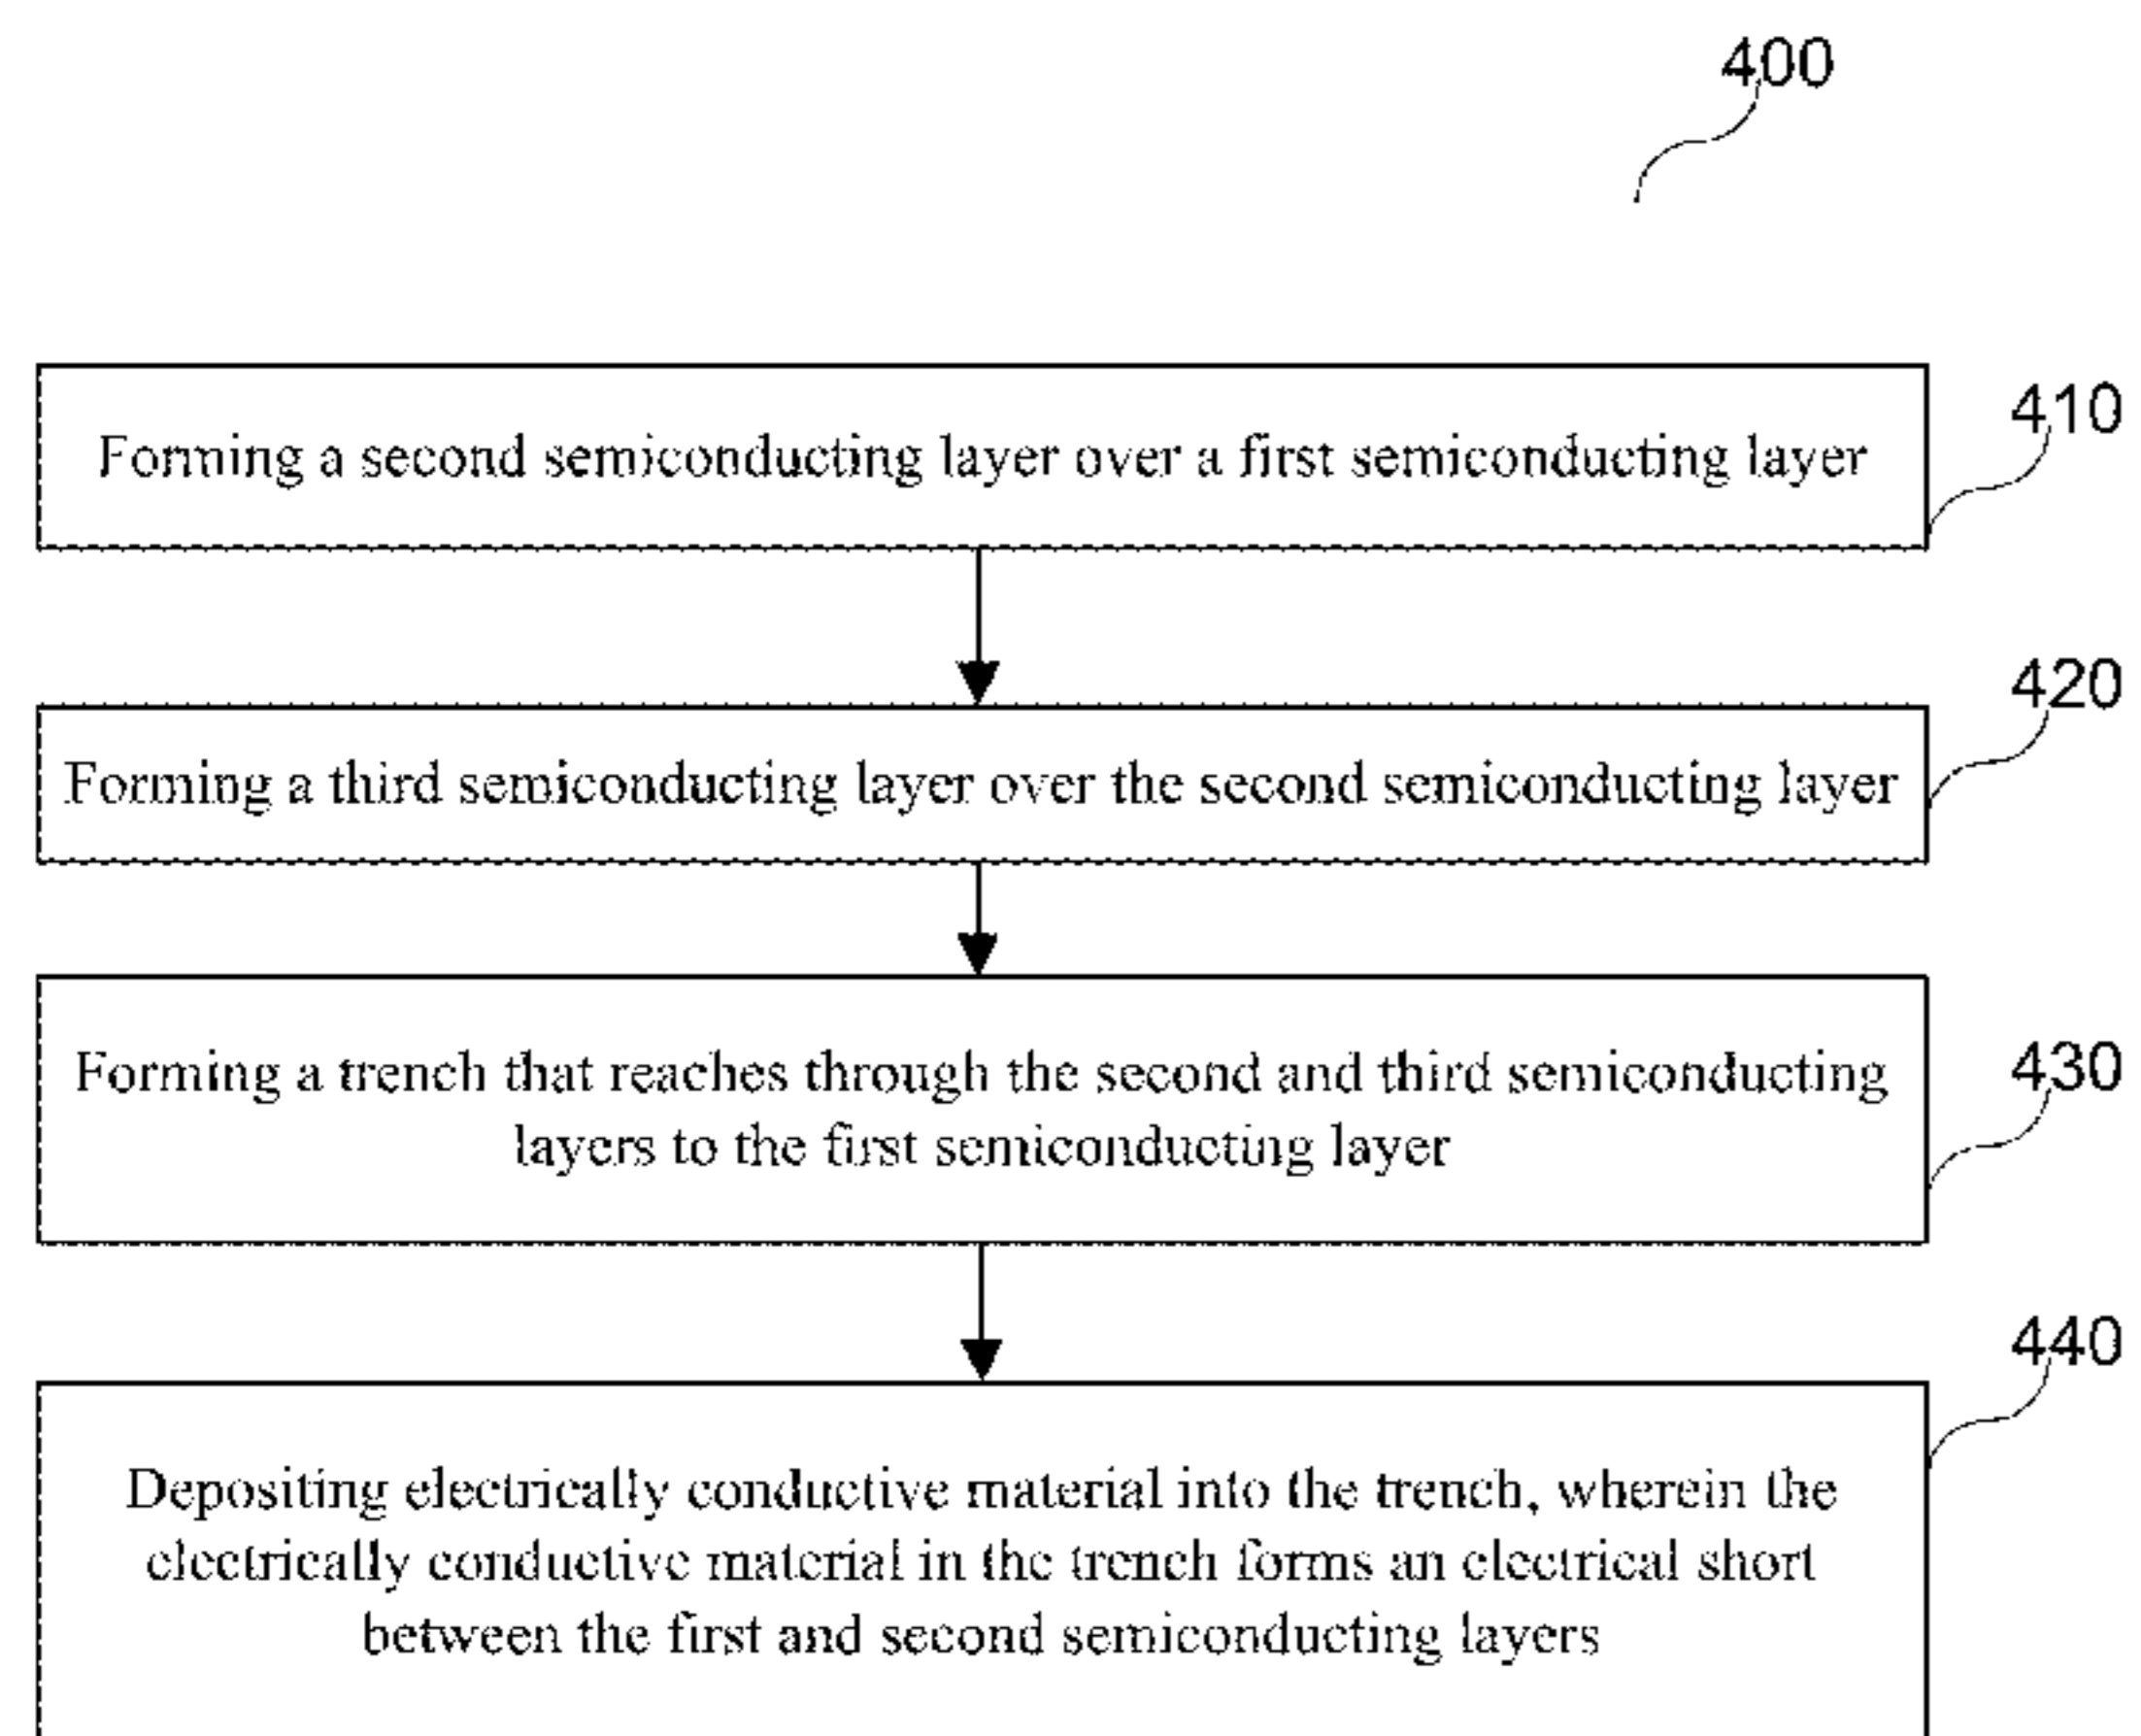 400
Forming a second semiconducting layer over a first semiconducting layer
410
Forming a third semiconducting layer over the second semiconducting layer
420
Forming a trench that reaches through the second and third semiconducting
layers to the first semiconducting layer
430
Depositing electrically conductive material into the trench, wherein the
electrically conductive material in the trench forms an electrical short
between the first and second semiconducting layers
440